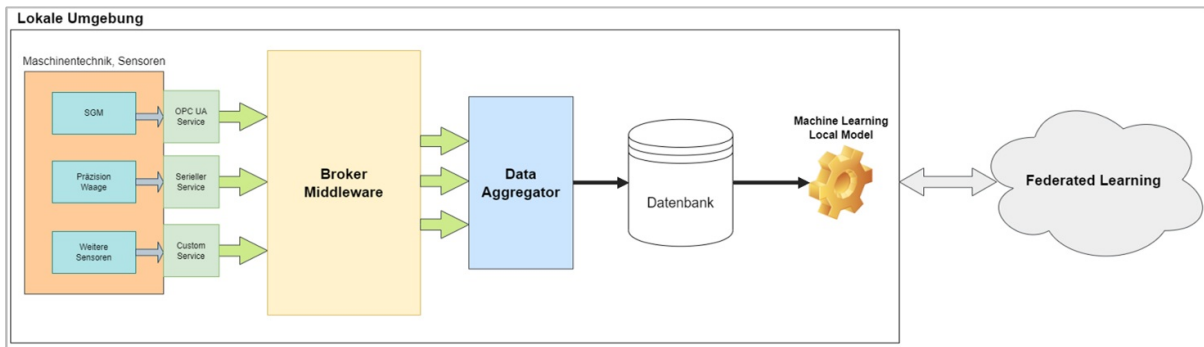 Lokale Umgebung
Maschinentechnik, Sensoren
SGM
OPC UA
Service
Präzision
Waage
Serieller
Service
Weitere
Sensoren
Custom
Service
Broker
Middleware
Data
Aggregator
Datenbank
Machine Learning
Local Model
Federated Learning